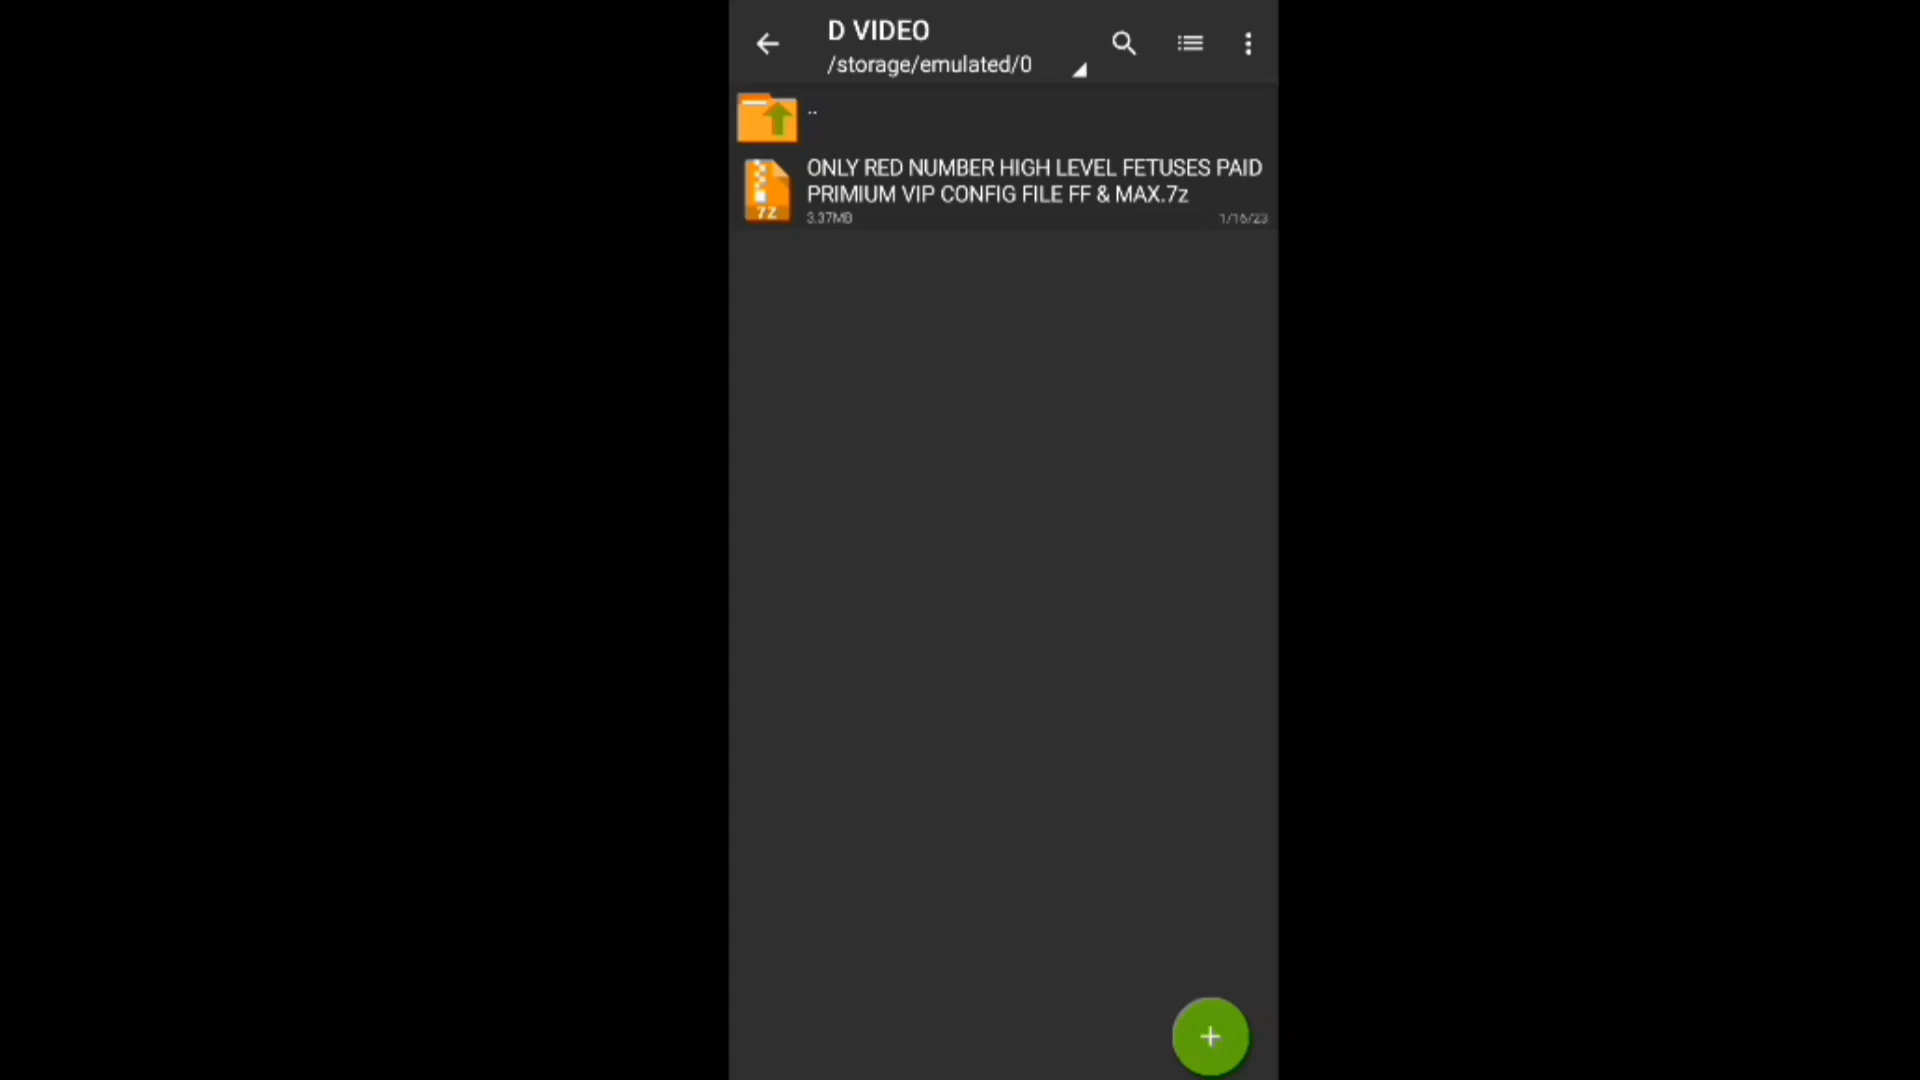 D VIDEO
/storage/emulated/0
..
ONLY RED NUMBER HIGH LEVEL FETUSES PAID
PRIMIUM VIP CONFIG FILE FF & MAX.7z
7Z
3.37MB
1/16/23